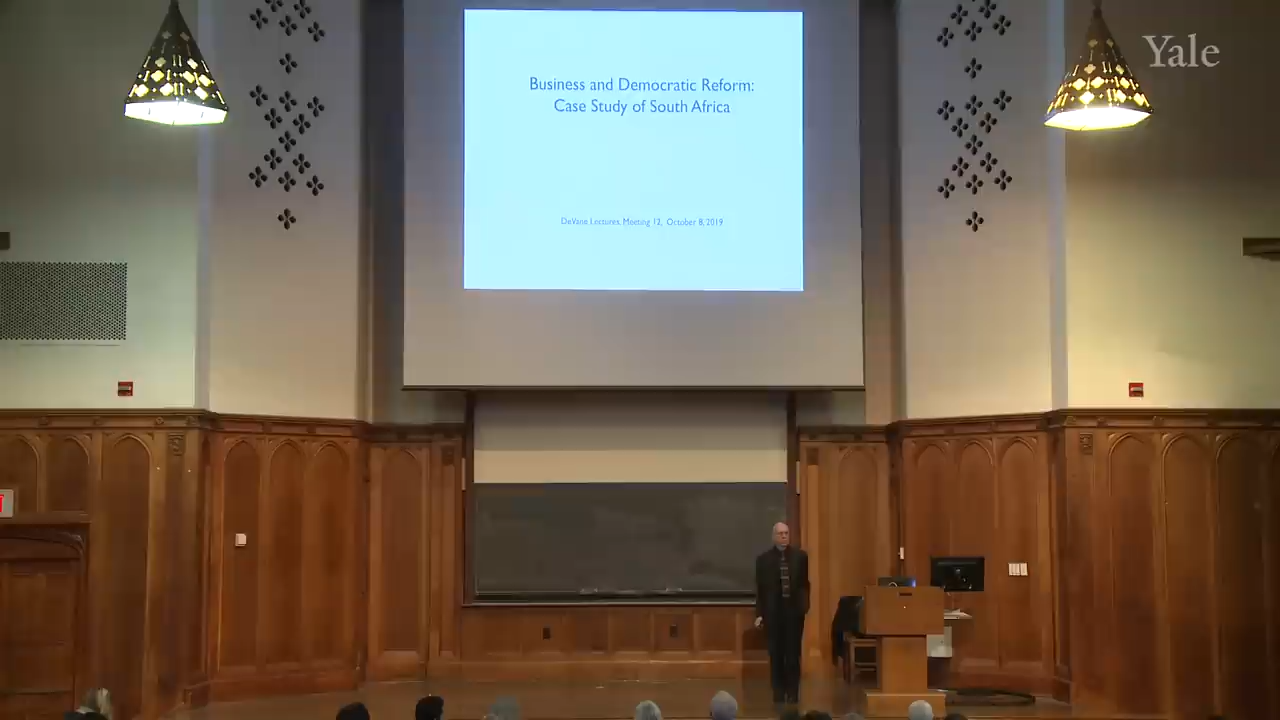 Yale
Business and Democratic Reform:
Case Study of South Africa
DeVane Lectures, Meeting 12, October 8, 2019